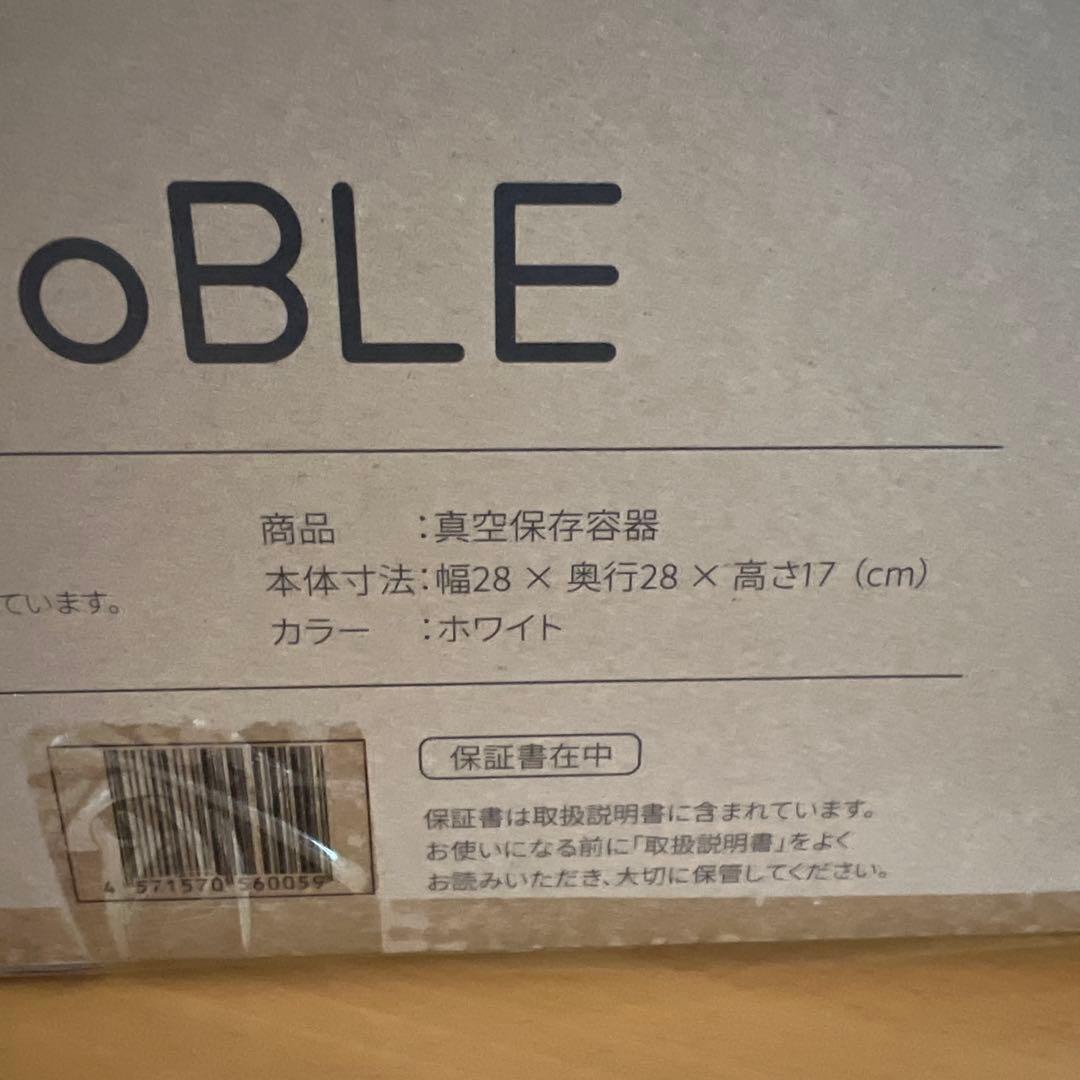 oBLE
商品 :真空保存容器
本体寸法:幅28 × 奥行28 × 高さ17 (cm)
ています。
カラー :ホワイト
保証書在中
保証書は取扱説明書に含まれています。
お使いになる前に「取扱説明書」をよく
お読みいただき、大切に保管してください。
4 571570 560059